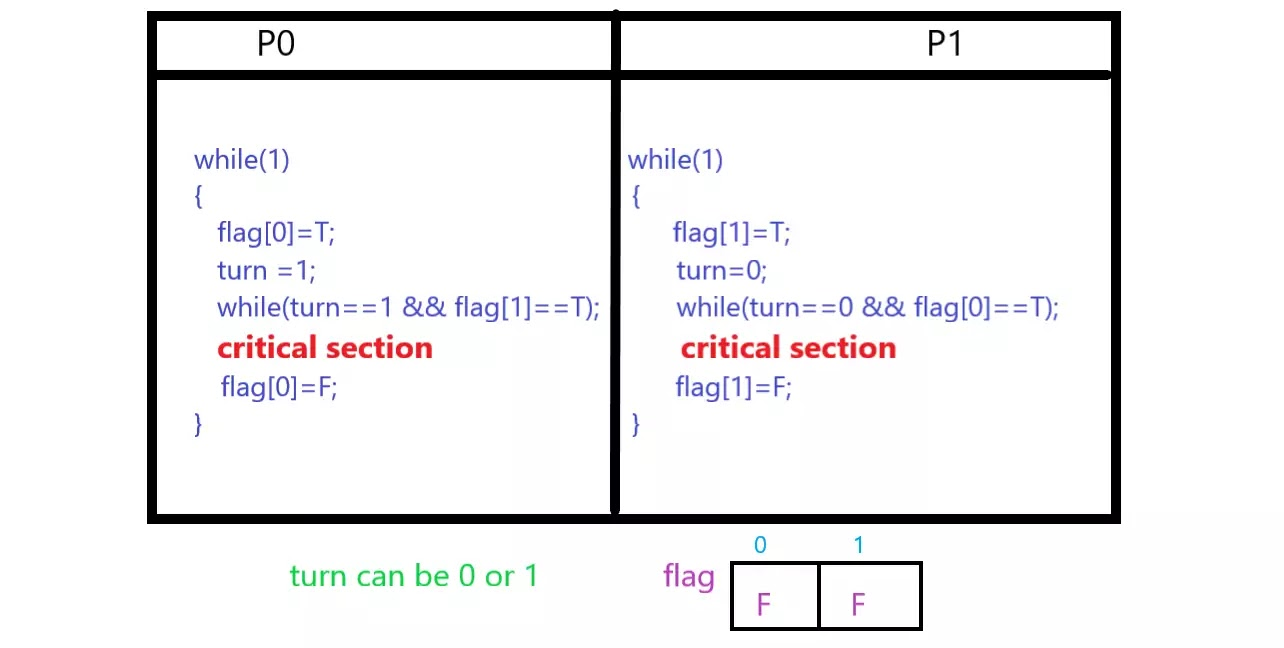 P0
P1
while(1)
{
flag[0]=T;
turn =1;
while(turn==1 && flag[1]==T);
critical section
flag[0]=F;
}
while(1)
{
flag[1]=T;
turn=0;
while(turn==0 && flag[0]==T);
critical section
flag[1]=F;
}
turn can be 0 or 1
0 1
flag
F F